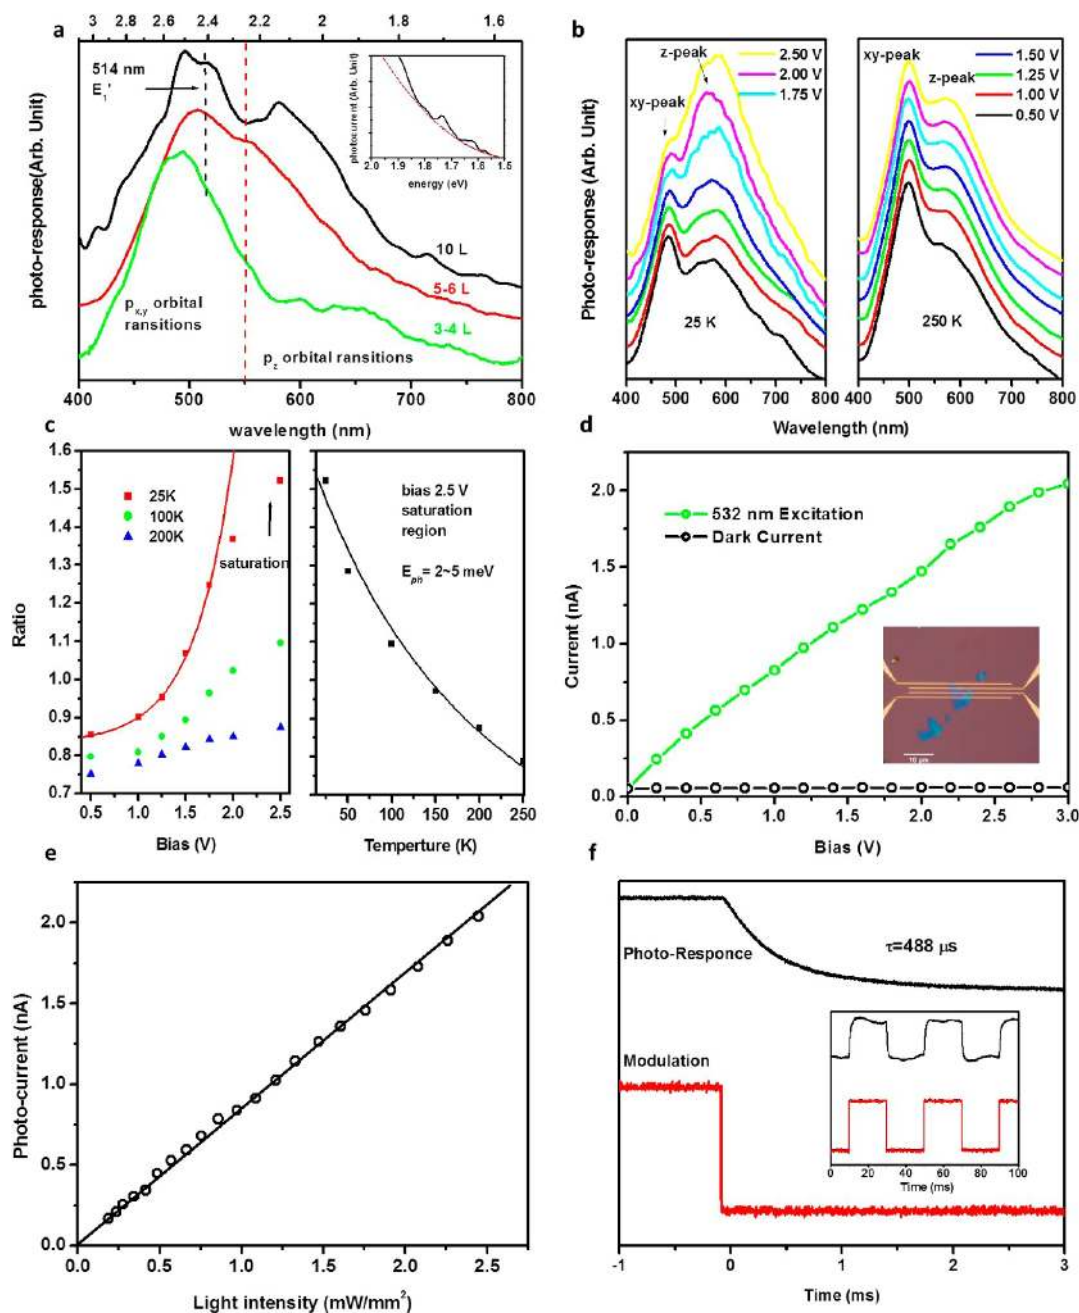 a
3 2.8 2.6 2.4 2.2 2 1.8 1.6
514 nm
E1'
photo-response(Arb. Unit)
photocurrent (Arb. Unit)
2.0 1.9 1.8 1.7 1.6 1.5
energy (eV)
10 L
5-6 L
3-4 L
px,y orbital
ransitions
pz orbital ransitions
400 500 600 700 800
wavelength (nm)
b
Photo-response (Arb. Unit)
z-peak
xy-peak
2.50 V
2.00 V
1.75 V
25 K
400 500 600 700 800
xy-peak
z-peak
1.50 V
1.25 V
1.00 V
0.50 V
250 K
400 500 600 700 800
Wavelength (nm)
c
Ratio
1.6
1.5
1.4
1.3
1.2
1.1
1.0
0.9
0.8
0.7
25K
100K
200K
saturation
0.5 1.0 1.5 2.0 2.5
Bias (V)
bias 2.5 V
saturation
region
Eph= 2~5 meV
50 100 150 200 250
Temperture (K)
d
Current (nA)
2.0
1.5
1.0
0.5
0.0
532 nm Excitation
Dark Current
10 μm
0.0 0.5 1.0 1.5 2.0 2.5 3.0
Bias (V)
e
Photo-current (nA)
2.0
1.5
1.0
0.5
0.0
0.0 0.5 1.0 1.5 2.0 2.5
Light intensity (mW/mm2)
f
τ=488 μs
Photo-Responce
Modulation
0 20 40 60 80 100
Time (ms)
-1 0 1 2 3
Time (ms)